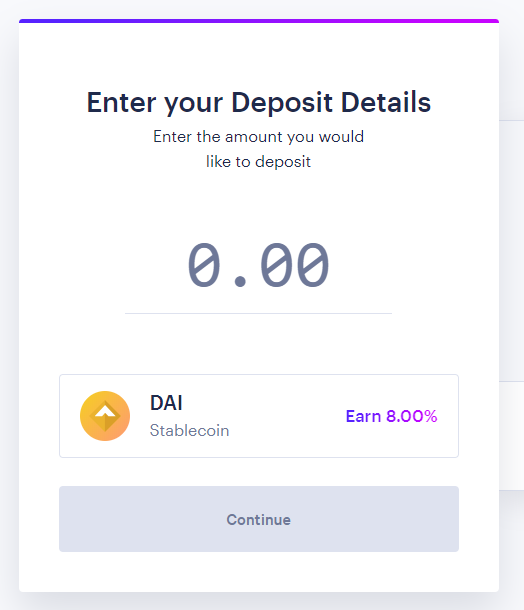 Enter your Deposit Details
Enter the amount you would
like to deposit
0.00
DAI
Stablecoin
Earn 8.00%
Continue